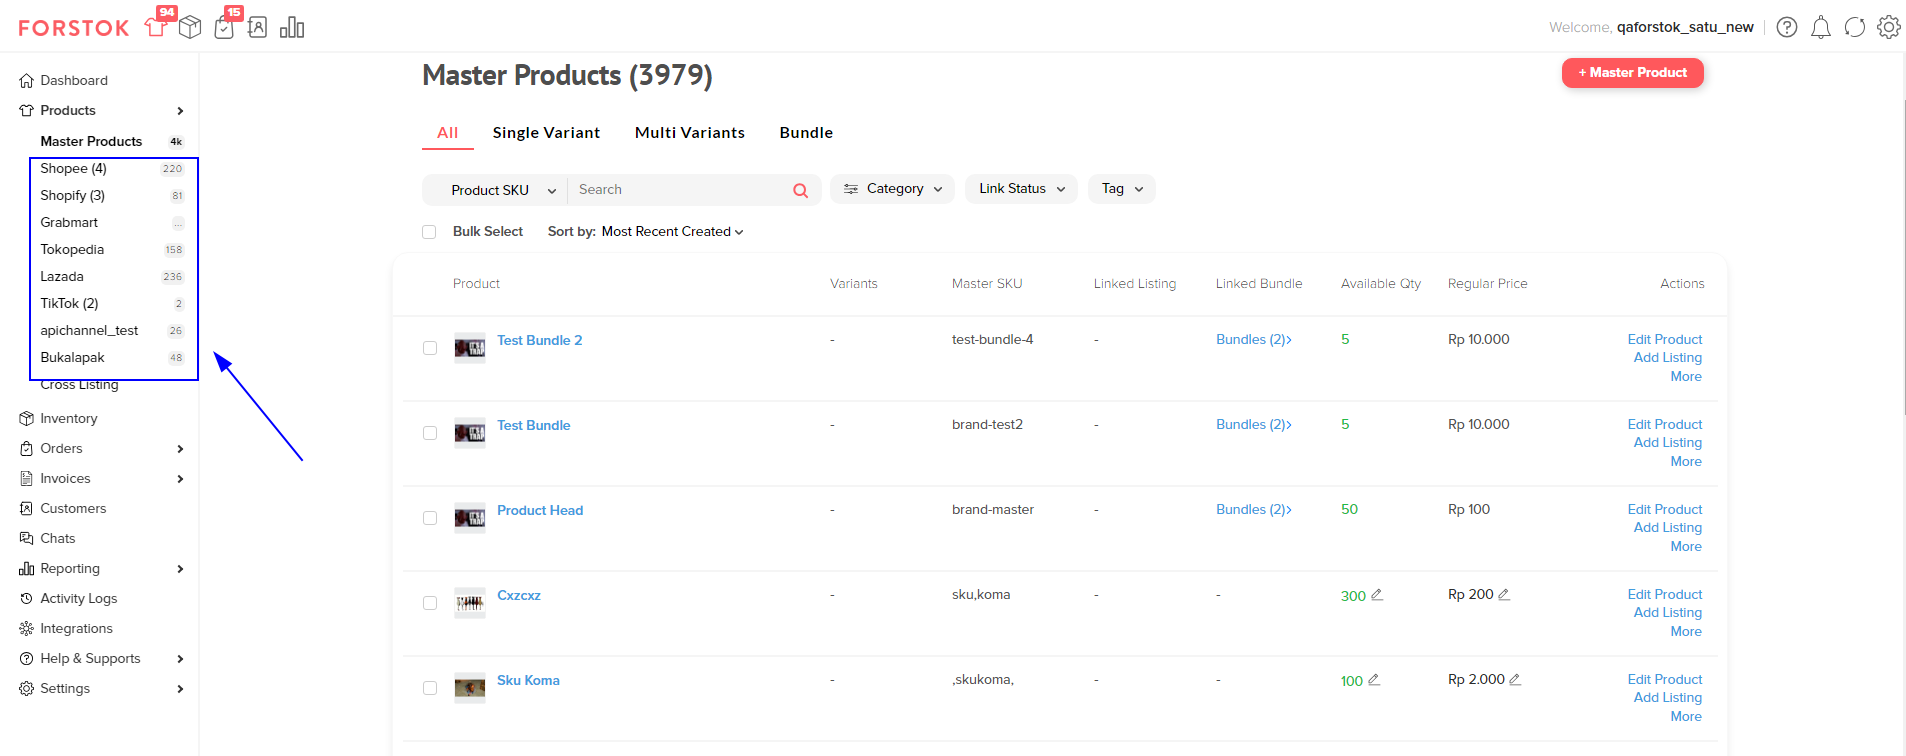 FORSTOK 94 15 Welcome, qaforstok_satu_new
Dashboard
Products
Master Products 4k
Shopee (4) 220
Shopify (3) 81
Grabmart ...
Tokopedia 158
Lazada 236
TikTok (2) 2
apichannel_test 26
Bukalapak 48
Cross Listing
Inventory
Orders
Invoices
Customers
Chats
Reporting
Activity Logs
Integrations
Help & Supports
Settings
Master Products (3979)
+ Master Product
All Single Variant Multi Variants Bundle
Product SKU Search Category Link Status Tag
Bulk Select Sort by: Most Recent Created
Product Variants Master SKU Linked Listing Linked Bundle Available Qty Regular Price Actions
Test Bundle 2 - test-bundle-4 - Bundles (2) 5 Rp 10.000 Edit Product
Add Listing
More
Test Bundle - brand-test2 - Bundles (2) 5 Rp 10.000 Edit Product
Add Listing
More
Product Head - brand-master - Bundles (2) 50 Rp 100 Edit Product
Add Listing
More
Cxzcxz - sku,koma - - 300 Rp 200 Edit Product
Add Listing
More
Sku Koma - ,skukoma, - - 100 Rp 2.000 Edit Product
Add Listing
More